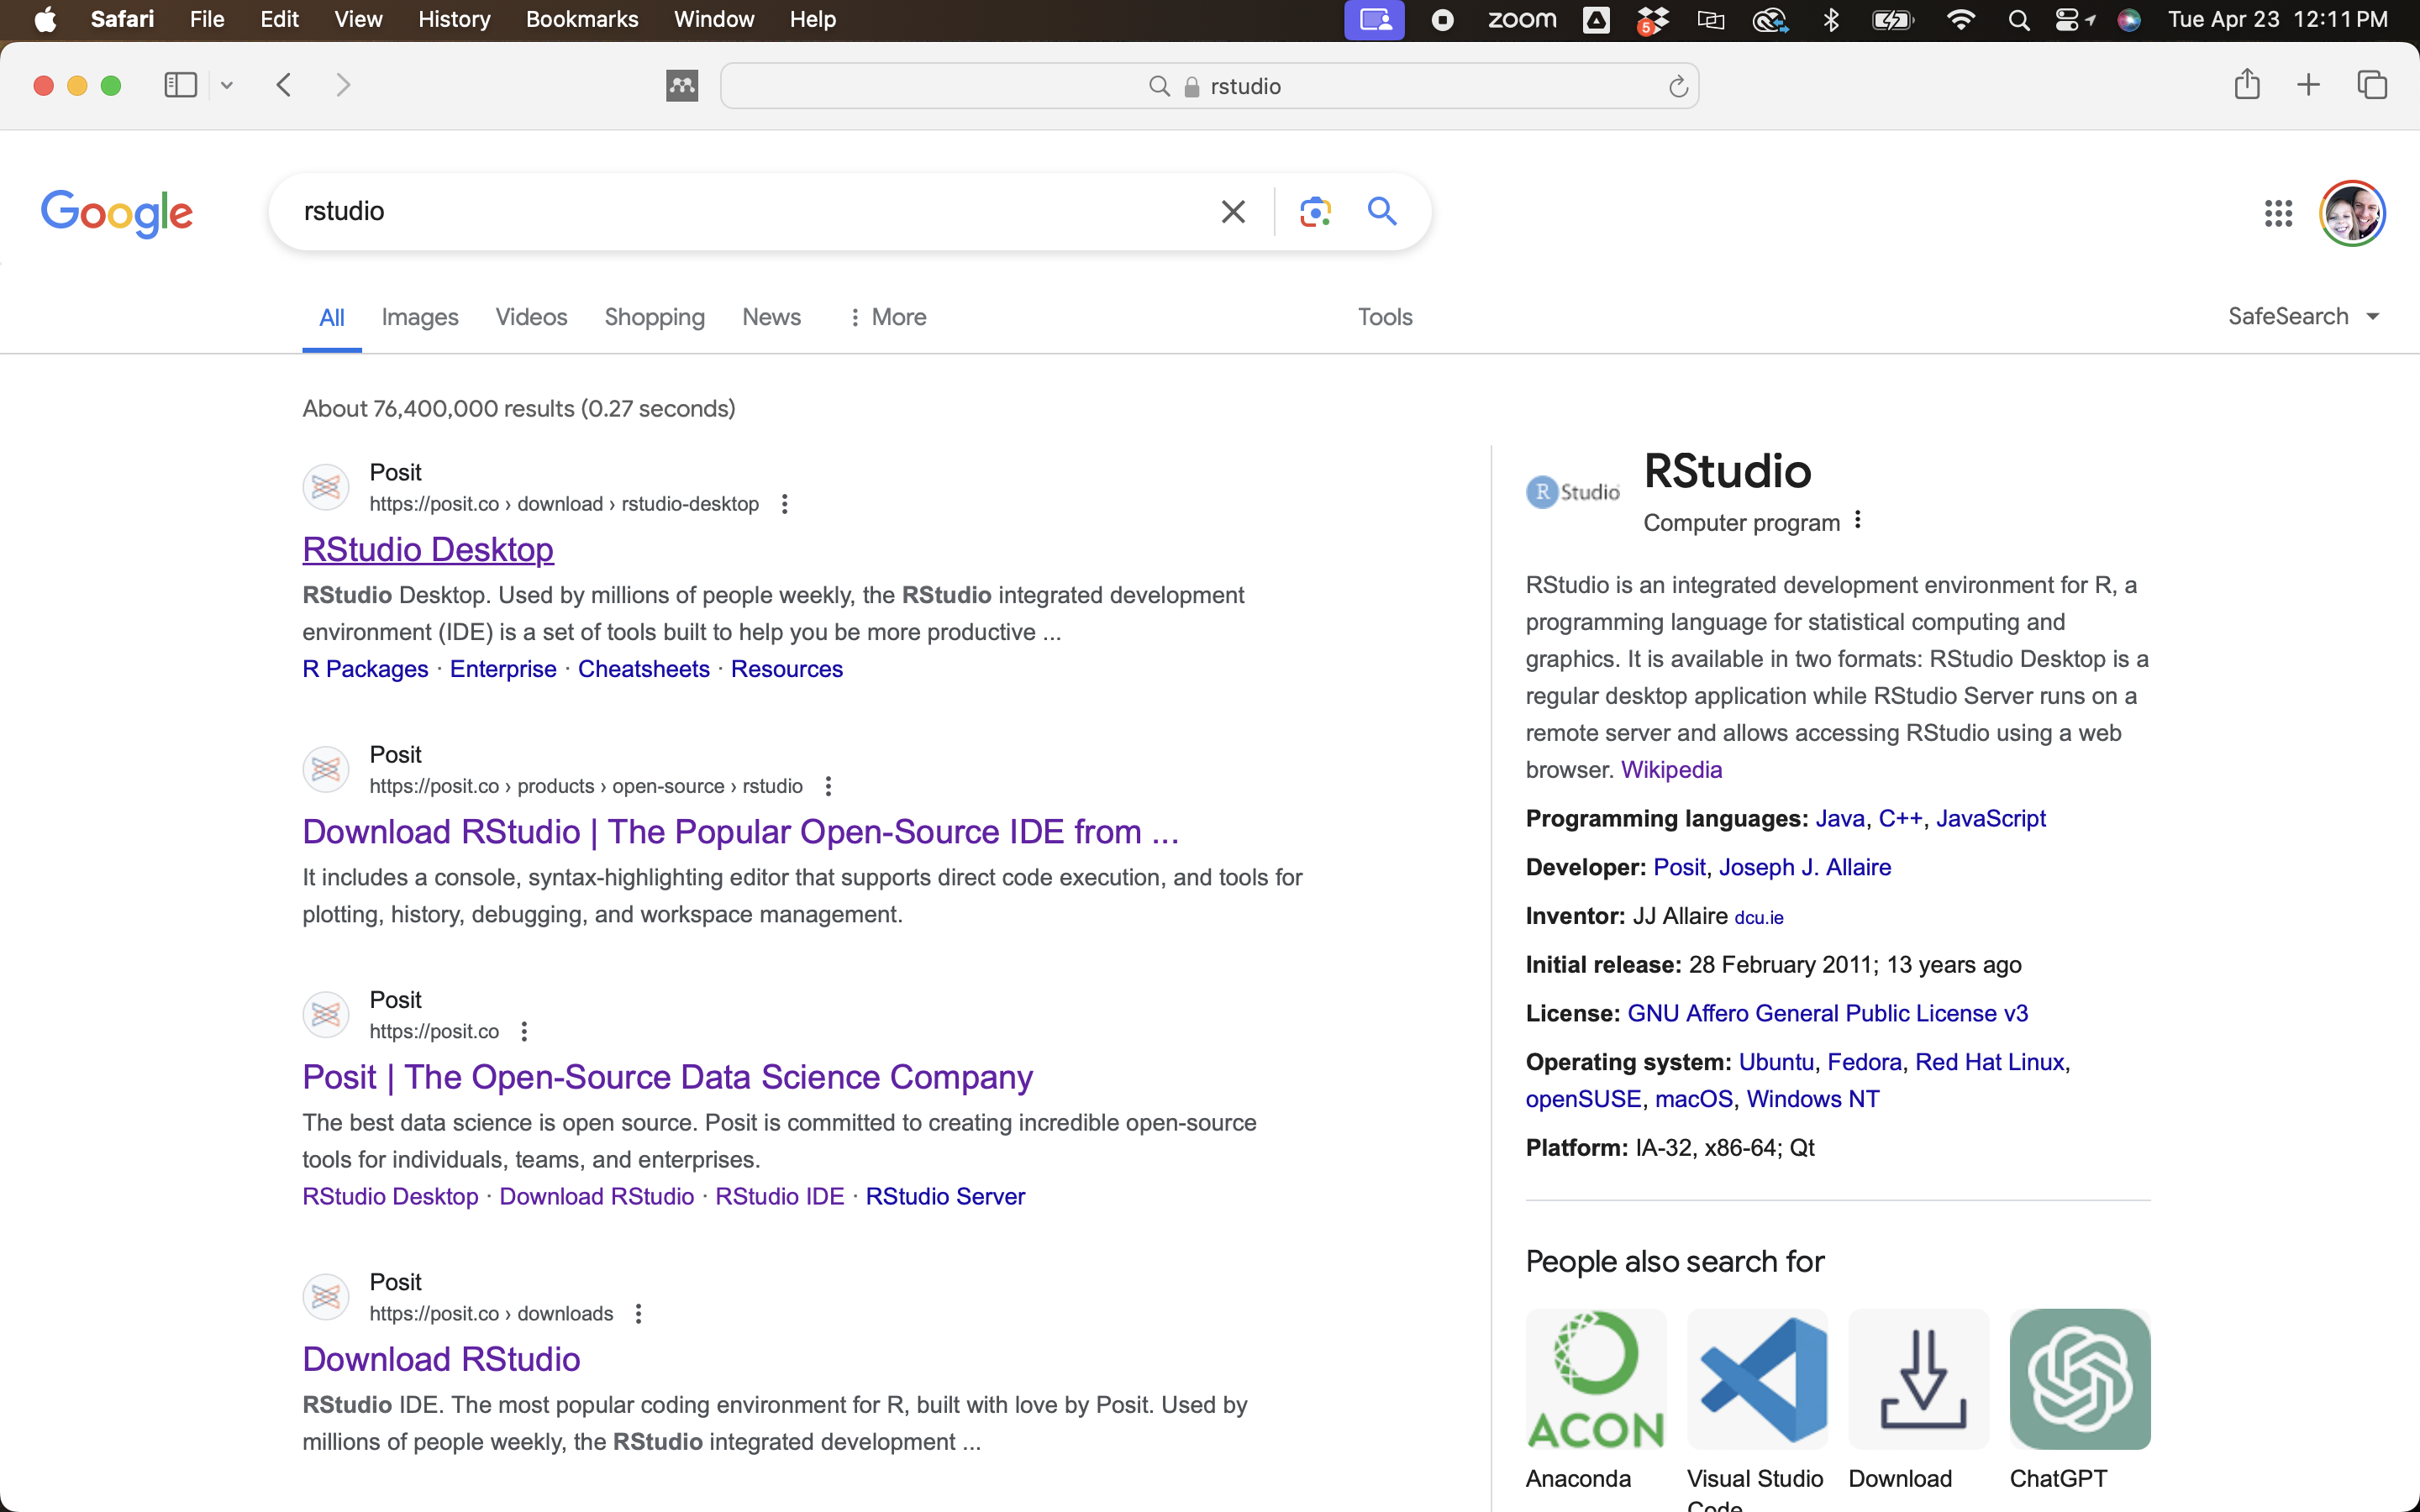 Safari File Edit View History Bookmarks Window Help 5 zoom Tue Apr 23 12:11 PM
rstudio
Google
rstudio
All Images Videos Shopping News More Tools SafeSearch
About 76,400,000 results (0.27 seconds)
Posit
https://posit.co › download › rstudio-desktop
RStudio Desktop
RStudio Desktop. Used by millions of people weekly, the RStudio integrated development
environment (IDE) is a set of tools built to help you be more productive ...
R Packages · Enterprise · Cheatsheets · Resources
Posit
https://posit.co › products › open-source › rstudio
Download RStudio | The Popular Open-Source IDE from ...
It includes a console, syntax-highlighting editor that supports direct code execution, and tools for
plotting, history, debugging, and workspace management.
Posit
https://posit.co
Posit | The Open-Source Data Science Company
The best data science is open source. Posit is committed to creating incredible open-source
tools for individuals, teams, and enterprises.
RStudio Desktop · Download RStudio · RStudio IDE · RStudio Server
Posit
https://posit.co › downloads
Download RStudio
RStudio IDE. The most popular coding environment for R, built with love by Posit. Used by
millions of people weekly, the RStudio integrated development ...
R Studio
RStudio
Computer program
RStudio is an integrated development environment for R, a
programming language for statistical computing and
graphics. It is available in two formats: RStudio Desktop is a
regular desktop application while RStudio Server runs on a
remote server and allows accessing RStudio using a web
browser. Wikipedia
Programming languages: Java, C++, JavaScript
Developer: Posit, Joseph J. Allaire
Inventor: JJ Allaire dcu.ie
Initial release: 28 February 2011; 13 years ago
License: GNU Affero General Public License v3
Operating system: Ubuntu, Fedora, Red Hat Linux,
openSUSE, macOS, Windows NT
Platform: IA-32, x86-64; Qt
People also search for
ACON
Anaconda Visual Studio Download ChatGPT
Code